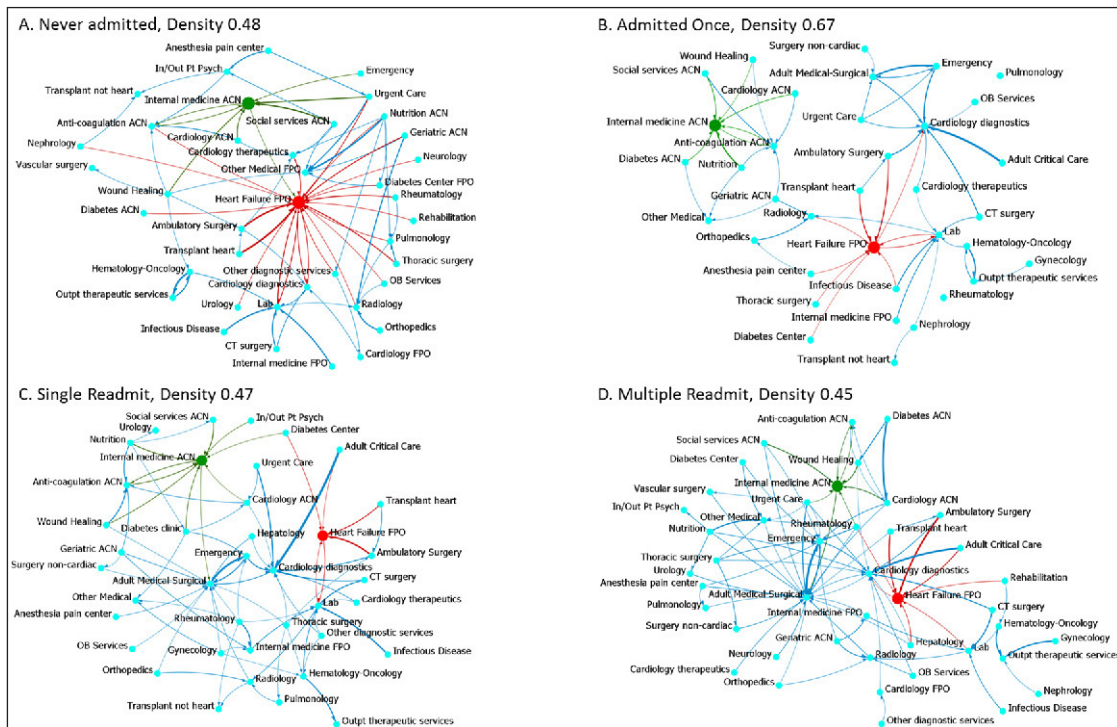 A. Never admitted, Density 0.48
Anesthesia pain center
In/Out Pt Psych
Emergency
Transplant not heart
Internal medicine ACN
Urgent Care
Nutrition ACN
Anti-coagulation ACN
Social services ACN
Geriatric ACN
Nephrology
Cardiology ACN
Cardiology therapeutics
Neurology
Vascular surgery
Other Medical FPO
Diabetes Center FPO
Wound Healing
Heart Failure FPO
Rheumatology
Diabetes ACN
Rehabilitation
Ambulatory Surgery
Pulmonology
Transplant heart
Thoracic surgery
Hematology-Oncology
Other diagnostic services
Cardiology diagnostics
OB Services
Outpt therapeutic services
Urology
Lab
Radiology
Infectious Disease
Orthopedics
CT surgery
Cardiology FPO
Internal medicine FPO
B. Admitted Once, Density 0.67
Surgery non-cardiac
Wound Healing
Emergency
Social services ACN
Adult Medical-Surgical
Pulmonology
Cardiology ACN
OB Services
Internal medicine ACN
Urgent Care
Cardiology diagnostics
Anti-coagulation ACN
Ambulatory Surgery
Adult Critical Care
Diabetes ACN
Nutrition
Transplant heart
Cardiology therapeutics
Geriatric ACN
Other Medical
Radiology
CT surgery
Orthopedics
Lab
Heart Failure FPO
Hematology-Oncology
Gynecology
Anesthesia pain center
Outpt therapeutic services
Infectious Disease
Rheumatology
Thoracic surgery
Internal medicine FPO
Nephrology
Diabetes Center
Transplant not heart
C. Single Readmit, Density 0.47
Social services ACN
In/Out Pt Psych
Urology
Diabetes Center
Nutrition
Adult Critical Care
Internal medicine ACN
Urgent Care
Anti-coagulation ACN
Cardiology ACN
Transplant heart
Wound Healing
Diabetes clinic
Hepatology
Heart Failure FPO
Geriatric ACN
Emergency
Ambulatory Surgery
Surgery non-cardiac
Cardiology diagnostics
Adult Medical-Surgical
CT surgery
Other Medical
Lab
Cardiology therapeutics
Anesthesia pain center
Rheumatology
Thoracic surgery
Other diagnostic services
OB Services
Gynecology
Internal medicine FPO
Infectious Disease
Orthopedics
Radiology
Hematology-Oncology
Transplant not heart
Pulmonology
Outpt therapeutic services
D. Multiple Readmit, Density 0.45
Anti-coagulation ACN
Diabetes ACN
Social services ACN
Diabetes Center
Wound Healing
Internal medicine ACN
Vascular surgery
Urgent Care
Cardiology ACN
In/Out Pt Psych
Other Medical
Ambulatory Surgery
Nutrition
Rheumatology
Transplant heart
Emergency
Adult Critical Care
Thoracic surgery
Urology
Cardiology diagnostics
Anesthesia pain center
Adult Medical-Surgical
Heart Failure FPO
Rehabilitation
Pulmonology
Internal medicine FPO
CT surgery
Surgery non-cardiac
Hematology-Oncology
Geriatric ACN
Hepatology
Gynecology
Neurology
Radiology
Lab
Outpt therapeutic services
Cardiology therapeutics
OB Services
Orthopedics
Cardiology FPO
Nephrology
Infectious Disease
Other diagnostic services